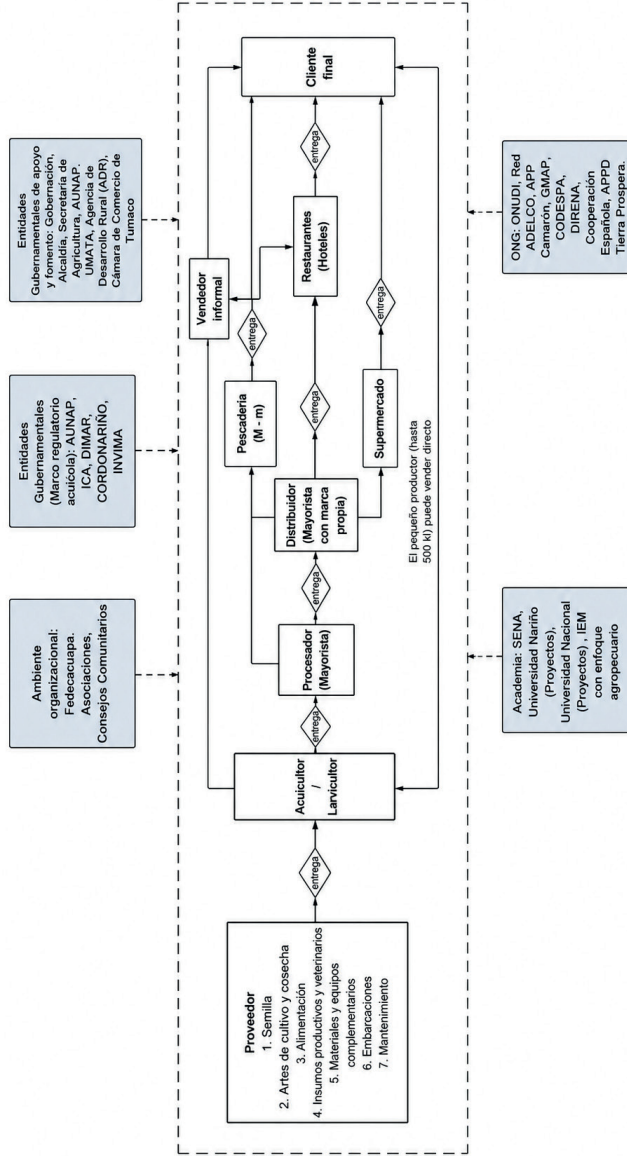 Ambiente
organizacional:
Fedecacuapa.
Asociaciones,
Consejos Comunitarios
Entidades
Gubernamentales
(Marco regulatorio
acuícola): AUNAP,
ICA, DIMAR,
CORDONARIÑO,
INVIMA
Entidades
Gubernamentales de apoyo
y fomento: Gobernación,
Alcaldía, Secretaría de
Agricultura, AUNAP.
UMATA, Agencia de
Desarrollo Rural (ADR),
Cámara de Comercio de
Tumaco
Proveedor
1. Semilla
2. Artes de cultivo y cosecha
3. Alimentación
4. Insumos productivos y veterinarios
5. Materiales y equipos
complementarios
6. Embarcaciones
7. Mantenimiento
entrega
Acuicultor
/
Larvicultor
entrega
Procesador
(Mayorista)
entrega
Distribuidor
(Mayorista
con marca
propia)
Pescadería
(M - m)
entrega
Vendedor
informal
entrega
Restaurantes
(Hoteles)
entrega
Supermercado
entrega
Cliente
final
El pequeño productor (hasta
500 kl) puede vender directo
Academia: SENA,
Universidad Nariño
(Proyectos),
Universidad Nacional
(Proyectos) , IEM
con enfoque
agropecuario
ONG: ONUDI, Red
ADELCO, APP
Camarón, GMAP,
CODESPA,
DIRENA,
Cooperación
Española, APPD
Tierra Prospera.